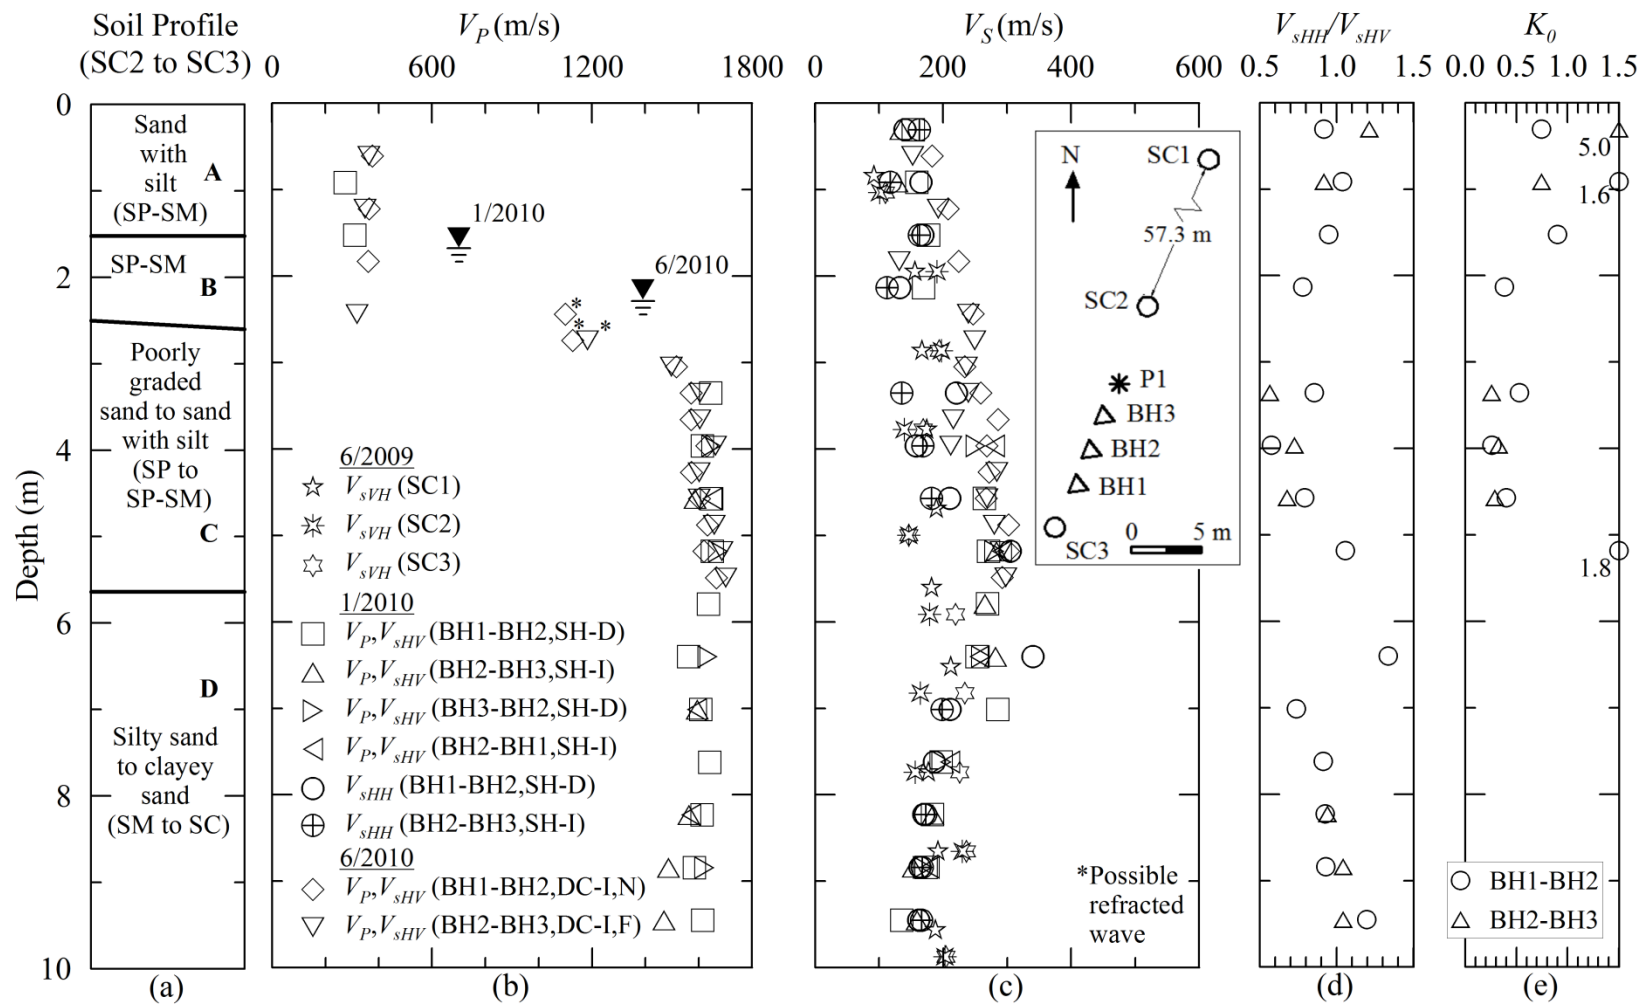 Soil Profile
(SC2 to SC3)
V_P (m/s)
0 600 1200 1800
V_S (m/s)
0 200 400 600
V_sHH/V_sHV
0.5 1.0 1.5
K_0
0.0 0.5 1.0 1.5
Depth (m)
0
2
4
6
8
10
Sand
with
silt
(SP-SM)
A
SP-SM
B
Poorly
graded
sand to sand
with silt
(SP to
SP-SM)
C
D
Silty sand
to clayey
sand
(SM to SC)
(a)
1/2010
6/2010
*
* *
6/2009
V_sVH (SC1)
V_sVH (SC2)
V_sVH (SC3)
1/2010
V_P,V_sHV (BH1-BH2,SH-D)
V_P,V_sHV (BH2-BH3,SH-I)
V_P,V_sHV (BH3-BH2,SH-D)
V_P,V_sHV (BH2-BH1,SH-I)
V_sHH (BH1-BH2,SH-D)
V_sHH (BH2-BH3,SH-I)
6/2010
V_P,V_sHV (BH1-BH2,DC-I,N)
V_P,V_sHV (BH2-BH3,DC-I,F)
(b)
N
SC1
57.3 m
SC2
P1
BH3
BH2
BH1
SC3
0 5 m
*Possible
refracted
wave
(c)
(d)
5.0
1.6
1.8
BH1-BH2
BH2-BH3
(e)